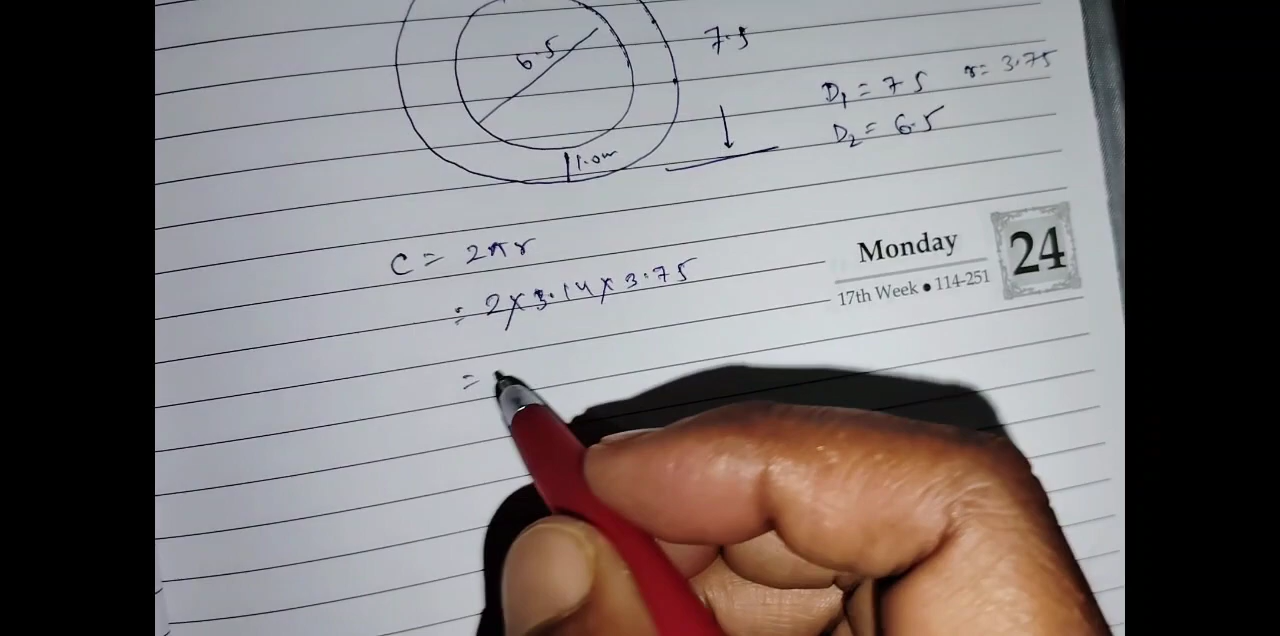 6.5
7.5
D₁ = 7 5 r = 3.75
D₂ = 6.5
1.0m
C = 2πr
= 2 x 3.14 x 3.75
=
Monday 24
17th Week • 114-251